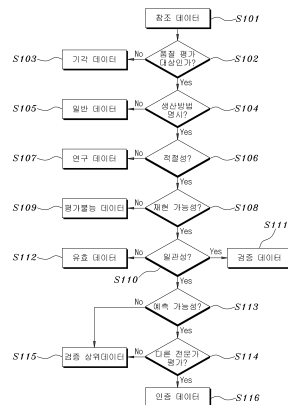 참조 데이터 S101
S103 기각 데이터 No 품질 평가
대상인가? S102
Yes
S105 일반 데이터 No 생산방법
명시? S104
Yes
S107 연구 데이터 No 적절성? S106
Yes
S109 평가불능 데이터 No 재현 가능성? S108
Yes
S111
S112 유효 데이터 No 일관성? Yes 검증 데이터
S110
Yes
예측 가능성? S113
No
Yes
S115 검증 상위데이터 No 다른 전문가
평가? S114
Yes
인증 데이터 S116